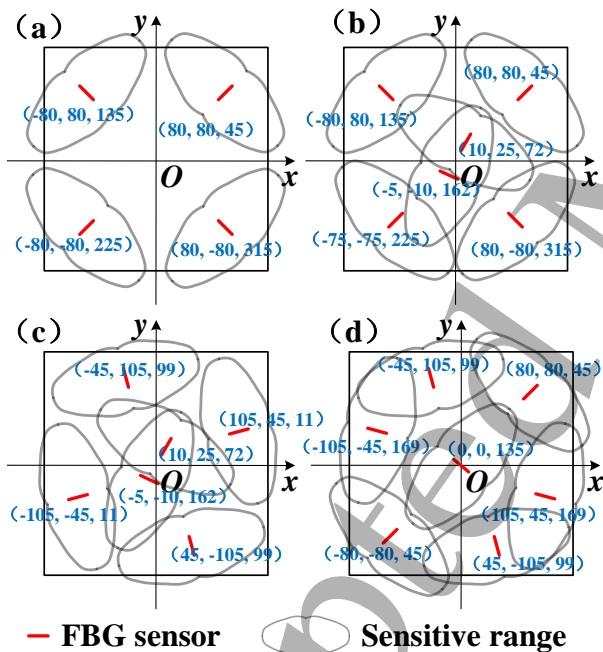 (a)
y
(-80, 80, 135)
(80, 80, 45)
O
x
(-80, -80, 225)
(80, -80, 315)
(b)
y
(80, 80, 45)
(-80, 80, 135)
(10, 25, 72)
O
x
(-5, -10, 162)
(-75, -75, 225)
(80, -80, 315)
(c)
y
(-45, 105, 99)
(105, 45, 11)
(10, 25, 72)
O
x
(-5, -10, 162)
(-105, -45, 11)
(45, -105, 99)
(d)
y
(-45, 105, 99)
(80, 80, 45)
(-105, -45, 169)
(0, 0, 135)
O
x
(105, 45, 169)
(-80, -80, 45)
(45, -105, 99)
FBG sensor
Sensitive range